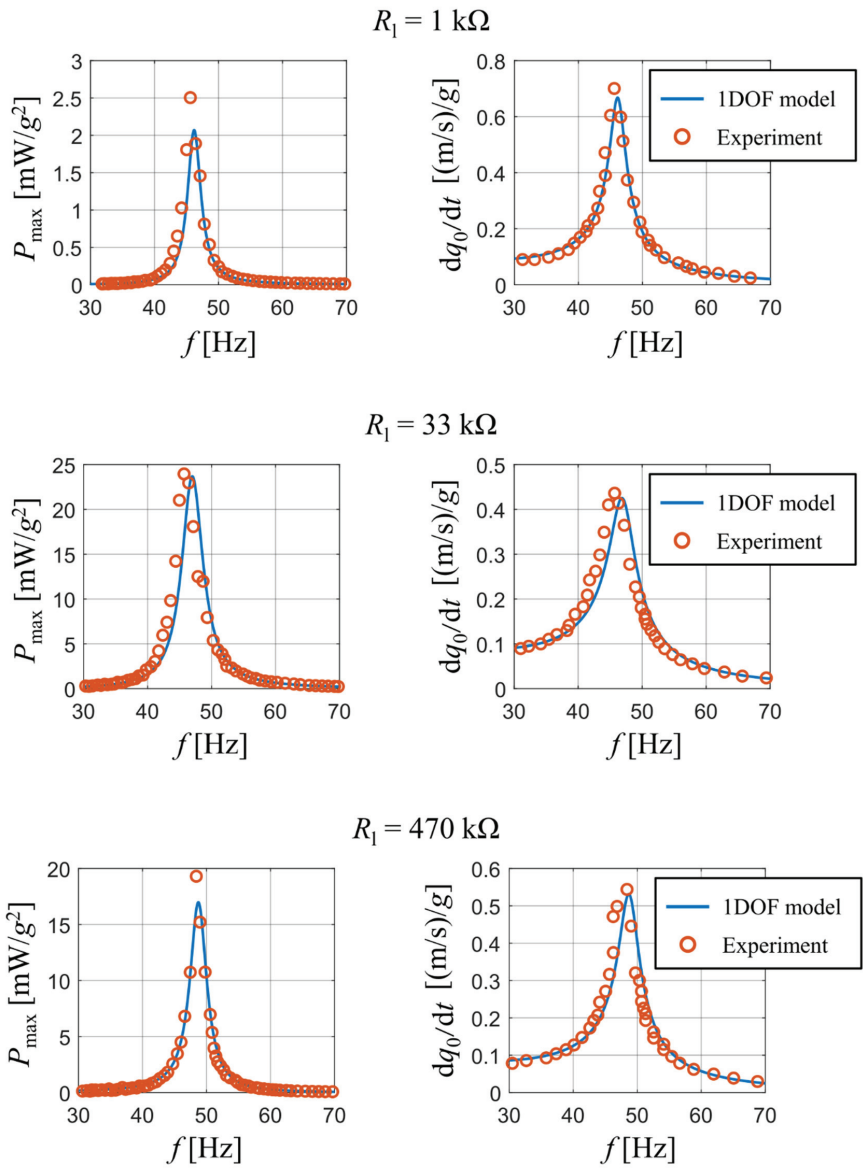 R_l = 1 kΩ
P_max [mW/g²]
3
2.5
2
1.5
1
0.5
0
30 40 50 60 70
f [Hz]
dq₀/dt [(m/s)/g]
0.8
0.6
0.4
0.2
0
30 40 50 60 70
f [Hz]
1DOF model
Experiment
R_l = 33 kΩ
P_max [mW/g²]
25
20
15
10
5
0
30 40 50 60 70
f [Hz]
dq₀/dt [(m/s)/g]
0.5
0.4
0.3
0.2
0.1
0
30 40 50 60 70
f [Hz]
1DOF model
Experiment
R_l = 470 kΩ
P_max [mW/g²]
20
15
10
5
0
30 40 50 60 70
f [Hz]
dq₀/dt [(m/s)/g]
0.6
0.5
0.4
0.3
0.2
0.1
0
30 40 50 60 70
f [Hz]
1DOF model
Experiment